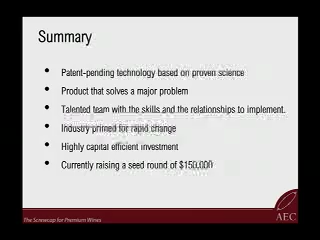 Summary
Patent-pending technology based on proven science
Product that solves a major problem
Talented team with the skills and the relationships to implement.
Industry primed for rapid change
Highly capital efficient investment
Currently raising a seed round of $150,000
The Screwcap for Premium Wines
AEC